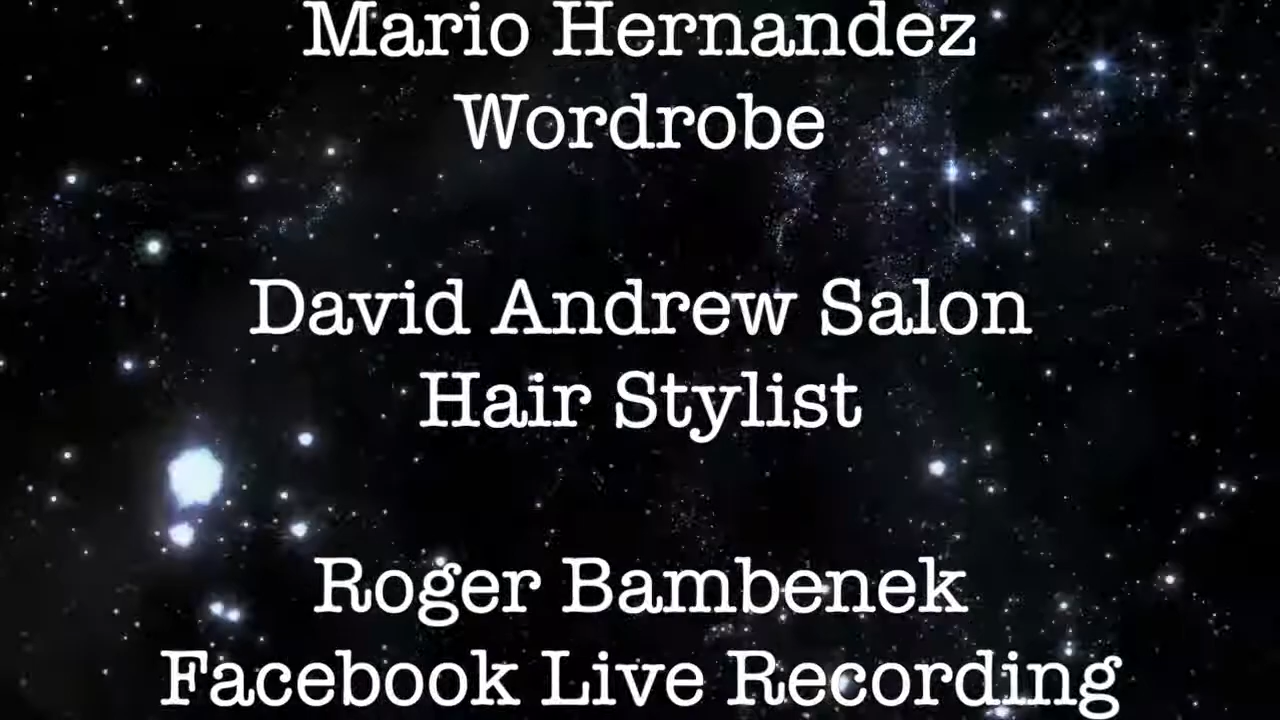 Mario Hernandez
Wordrobe
David Andrew Salon
Hair Stylist
Roger Bambenek
Facebook Live Recording